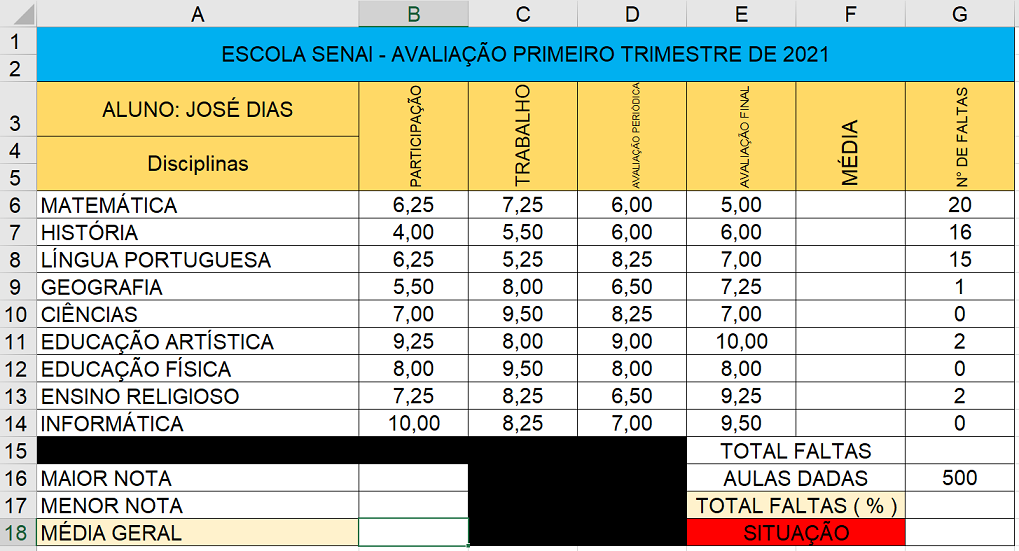 A B C D E F G
1
2 ESCOLA SENAI - AVALIAÇÃO PRIMEIRO TRIMESTRE DE 2021
3 ALUNO: JOSÉ DIAS PARTICIPAÇÃO TRABALHO AVALIAÇÃO PERIÓDICA AVALIAÇÃO FINAL MÉDIA N° DE FALTAS
4
5 Disciplinas
6 MATEMÁTICA 6,25 7,25 6,00 5,00 20
7 HISTÓRIA 4,00 5,50 6,00 6,00 16
8 LÍNGUA PORTUGUESA 6,25 5,25 8,25 7,00 15
9 GEOGRAFIA 5,50 8,00 6,50 7,25 1
10 CIÊNCIAS 7,00 9,50 8,25 7,00 0
11 EDUCAÇÃO ARTÍSTICA 9,25 8,00 9,00 10,00 2
12 EDUCAÇÃO FÍSICA 8,00 9,50 8,00 8,00 0
13 ENSINO RELIGIOSO 7,25 8,25 6,50 9,25 2
14 INFORMÁTICA 10,00 8,25 7,00 9,50 0
15 TOTAL FALTAS
16 MAIOR NOTA AULAS DADAS 500
17 MENOR NOTA TOTAL FALTAS ( % )
18 MÉDIA GERAL SITUAÇÃO